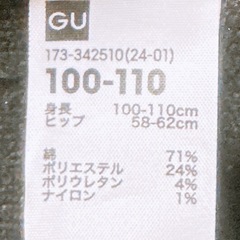 GU
173-342510(24-01)
100-110
身長 100-110cm
ヒップ 58-62cm
綿 71%
ポリエステル 24%
ポリウレタン 4%
ナイロン 1%